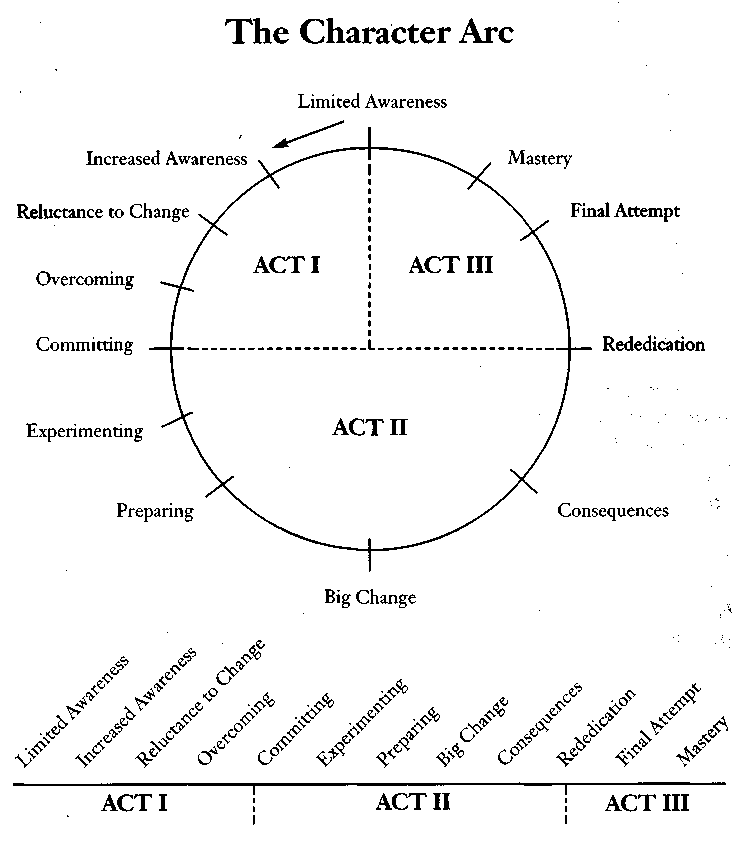 The Character Arc
Limited Awareness
Increased Awareness
Mastery
Reluctance to Change
Final Attempt
ACT I
ACT III
Overcoming
Committing
Rededication
Experimenting
ACT II
Preparing
Consequences
Big Change
Limited Awareness
Increased Awareness
Reluctance to Change
Overcoming
Committing
Experimenting
Preparing
Big Change
Consequences
Rededication
Final Attempt
Mastery
ACT I
ACT II
ACT III